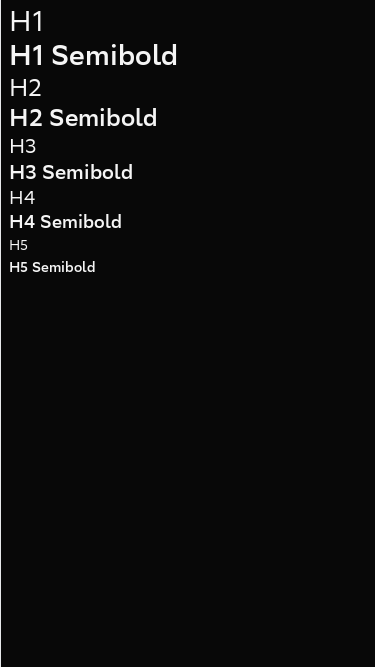 H1
H1 Semibold
H2
H2 Semibold
H3
H3 Semibold
H4
H4 Semibold
H5
H5 Semibold